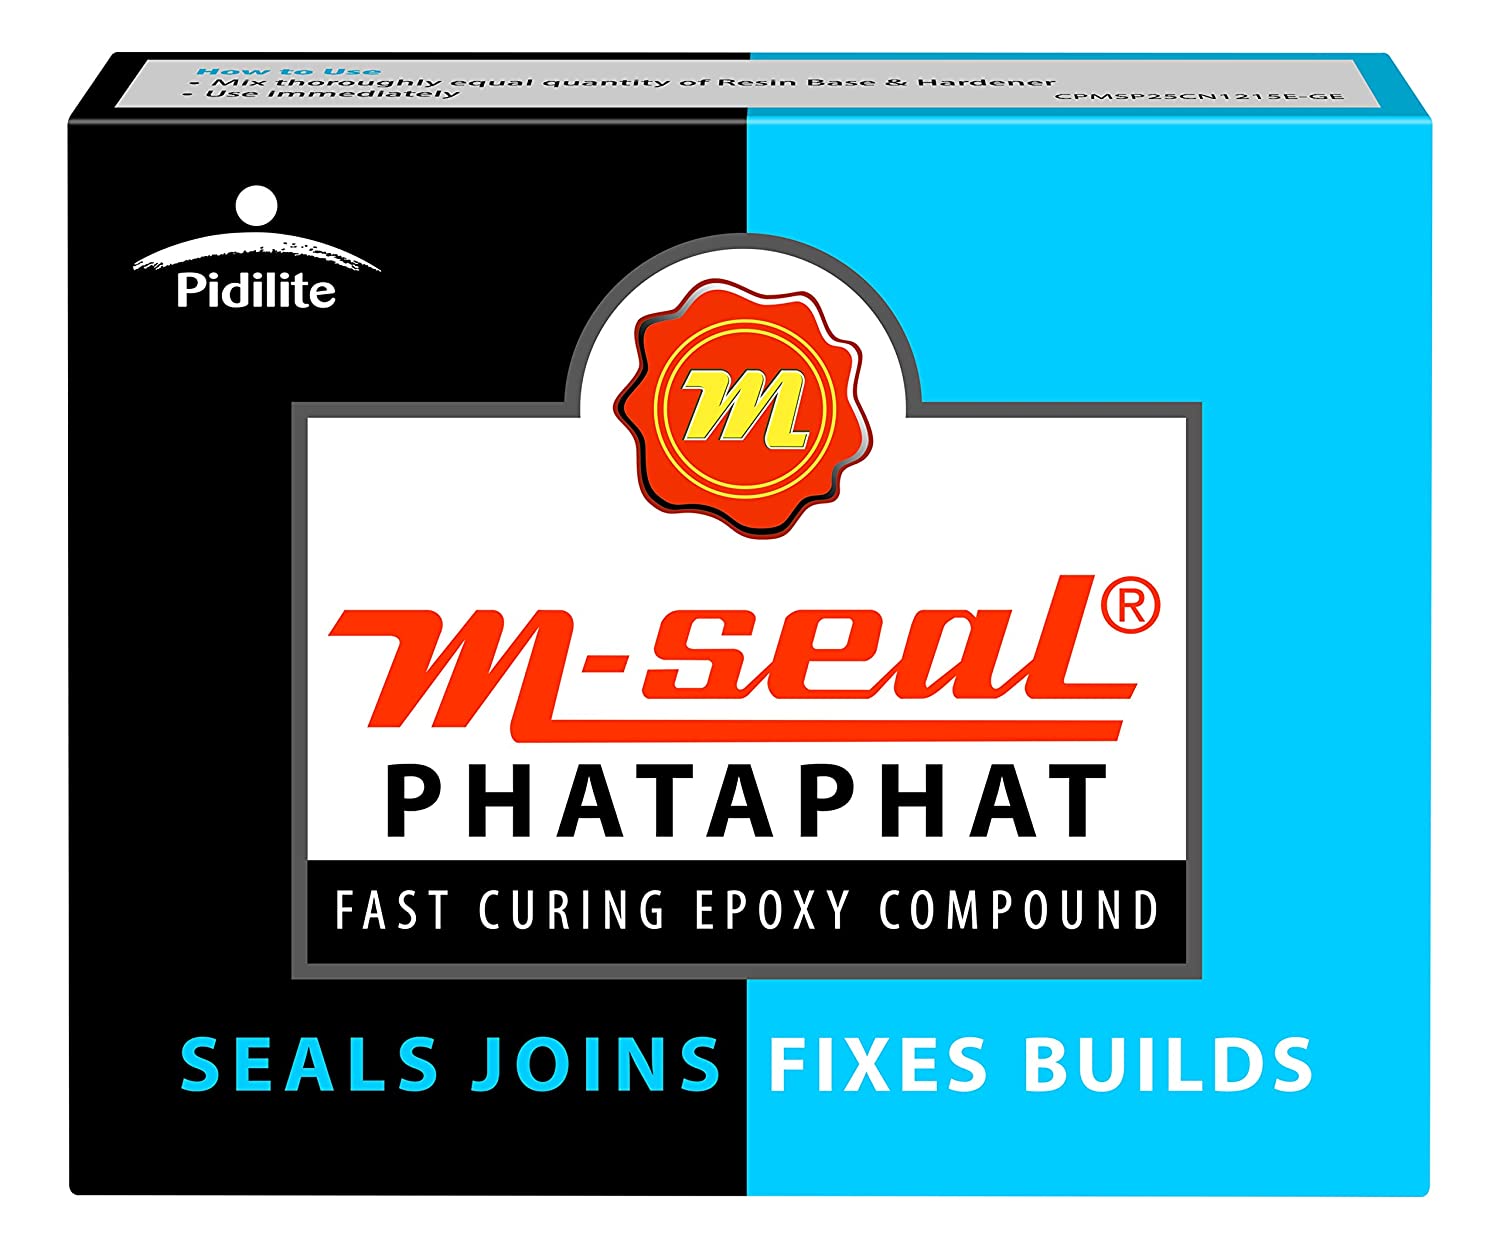 How to Use
• Mix thoroughly equal quantity of Resin Base & Hardener
• Use immediately
CPMSP25CN1215E-GE
Pidilite
m
m-seal®
PHATAPHAT
FAST CURING EPOXY COMPOUND
SEALS JOINS FIXES BUILDS